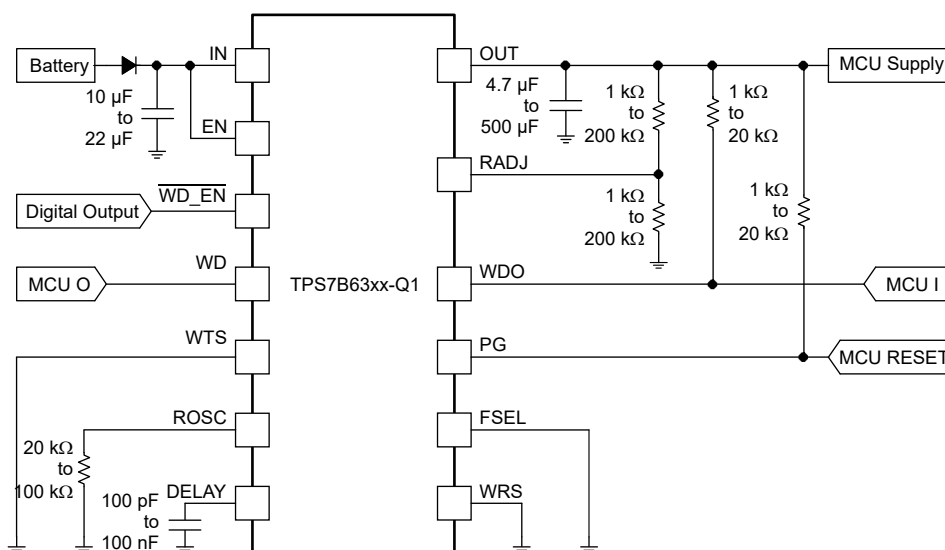 Battery
10 µF
to
22 µF
IN
EN
WD_EN
Digital Output
WD
MCU O
WTS
ROSC
20 kΩ
to
100 kΩ
DELAY
100 pF
to
100 nF
TPS7B63xx-Q1
OUT
4.7 µF
to
500 µF
1 kΩ
to
200 kΩ
1 kΩ
to
20 kΩ
MCU Supply
RADJ
1 kΩ
to
200 kΩ
1 kΩ
to
20 kΩ
WDO
MCU I
PG
MCU RESET
FSEL
WRS